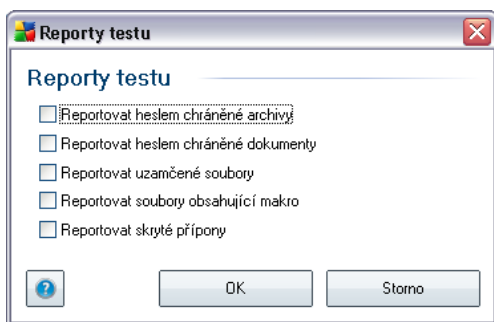 Reporty testu
Reporty testu
Reportovat heslem chráněné archivy
Reportovat heslem chráněné dokumenty
Reportovat uzamčené soubory
Reportovat soubory obsahující makro
Reportovat skryté přípony
OK
Storno